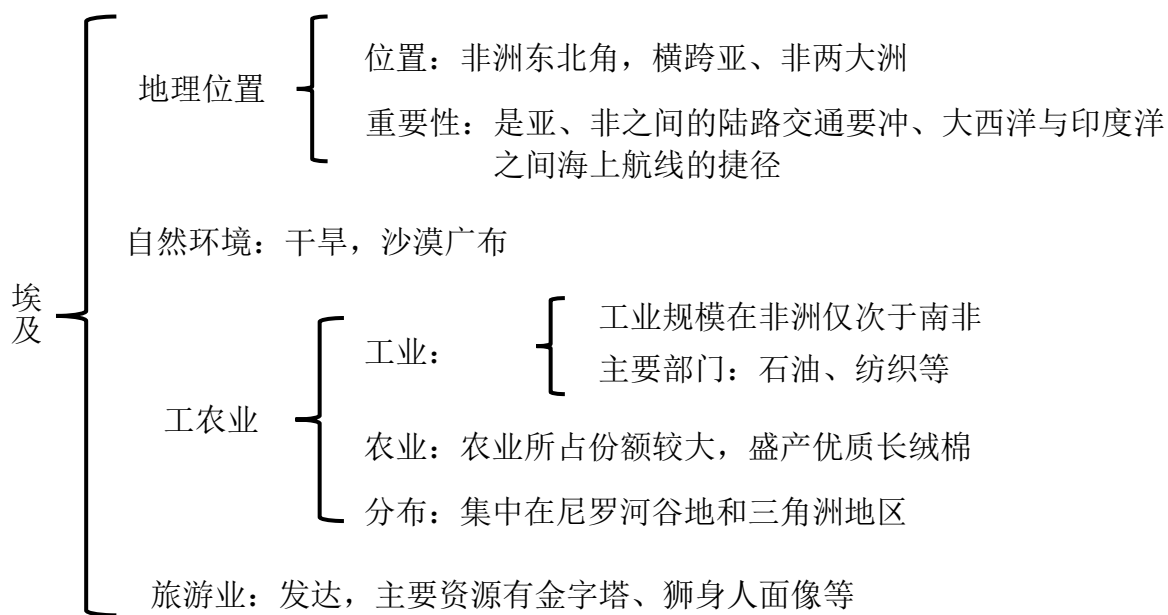 埃及
地理位置
位置：非洲东北角，横跨亚、非两大洲
重要性：是亚、非之间的陆路交通要冲、大西洋与印度洋
之间海上航线的捷径
自然环境：干旱，沙漠广布
工农业
工业：
工业规模在非洲仅次于南非
主要部门：石油、纺织等
农业：农业所占份额较大，盛产优质长绒棉
分布：集中在尼罗河谷地和三角洲地区
旅游业：发达，主要资源有金字塔、狮身人面像等